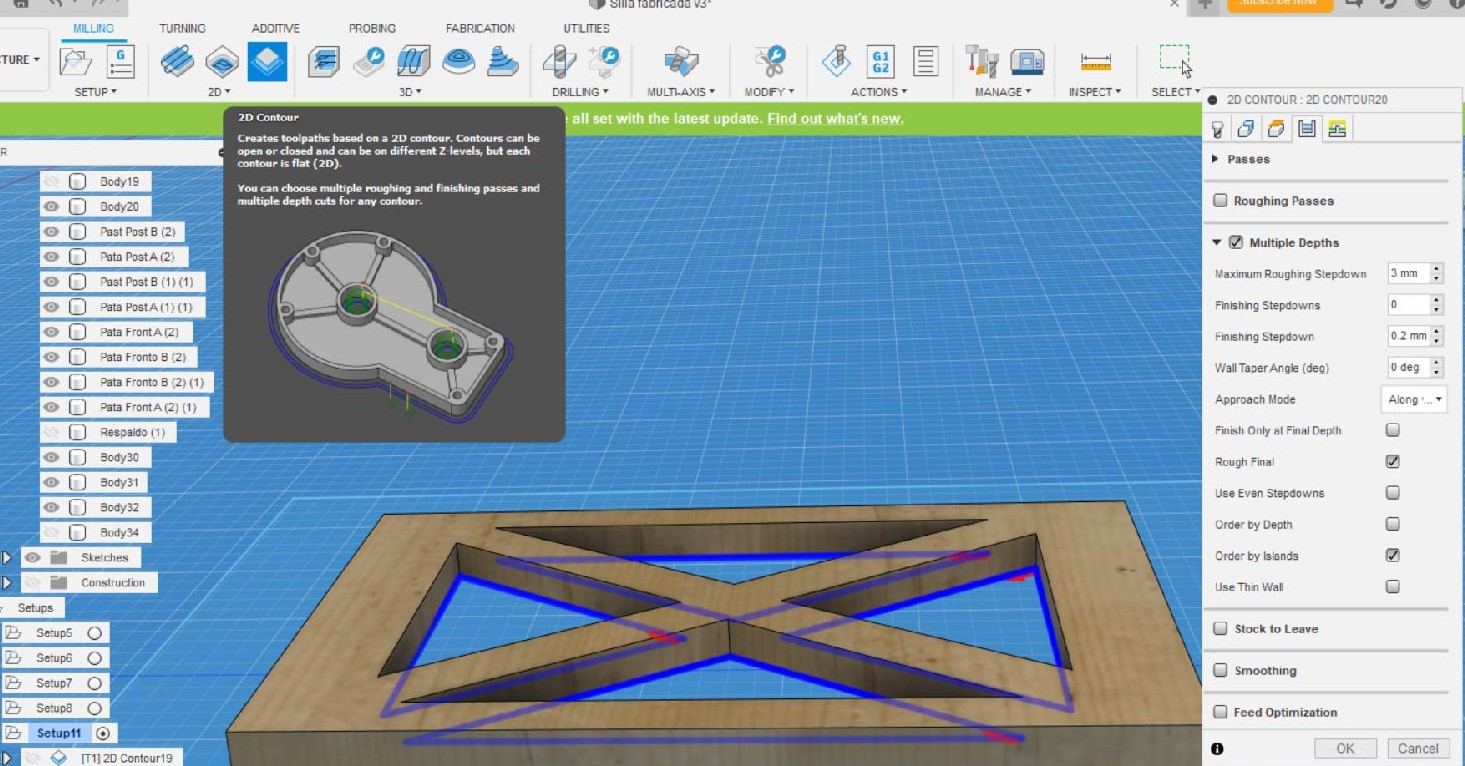 Silla fabricada v3*
Subscribe Now
MILLING TURNING ADDITIVE PROBING FABRICATION UTILITIES
TURE
G
G1
G2
SETUP 2D 3D DRILLING MULTI-AXIS MODIFY ACTIONS MANAGE INSPECT SELECT
all set with the latest update. Find out what's new.
2D Contour
Creates toolpaths based on a 2D contour. Contours can be
open or closed and can be on different Z levels, but each
contour is flat (2D).
You can choose multiple roughing and finishing passes and
multiple depth cuts for any contour.
R
Body19
Body20
Past Post B (2)
Pata Post A (2)
Past Post B (1) (1)
Pata Post A (1) (1)
Pata Front A (2)
Pata Fronto B (2)
Pata Fronto B (2) (1)
Pata Front A (2) (1)
Respaldo (1)
Body30
Body31
Body32
Body34
Sketches
Construction
Setups
Setup5
Setup6
Setup7
Setup8
Setup11
[T1] 2D Contour19
2D CONTOUR : 2D CONTOUR20
Passes
Roughing Passes
Multiple Depths
Maximum Roughing Stepdown 3 mm
Finishing Stepdowns 0
Finishing Stepdown 0.2 mm
Wall Taper Angle (deg) 0 deg
Approach Mode Along
Finish Only at Final Depth
Rough Final
Use Even Stepdowns
Order by Depth
Order by Islands
Use Thin Wall
Stock to Leave
Smoothing
Feed Optimization
OK Cancel